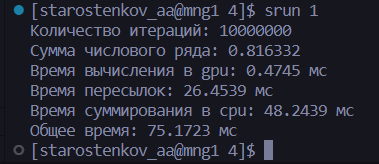 [starostenkov_aa@mng1 4]$ srun 1
Количество итераций: 10000000
Сумма числового ряда: 0.816332
Время вычисления в gpu: 0.4745 мс
Время пересылок: 26.4539 мс
Время суммирования в cpu: 48.2439 мс
Общее время: 75.1723 мс
[starostenkov_aa@mng1 4]$